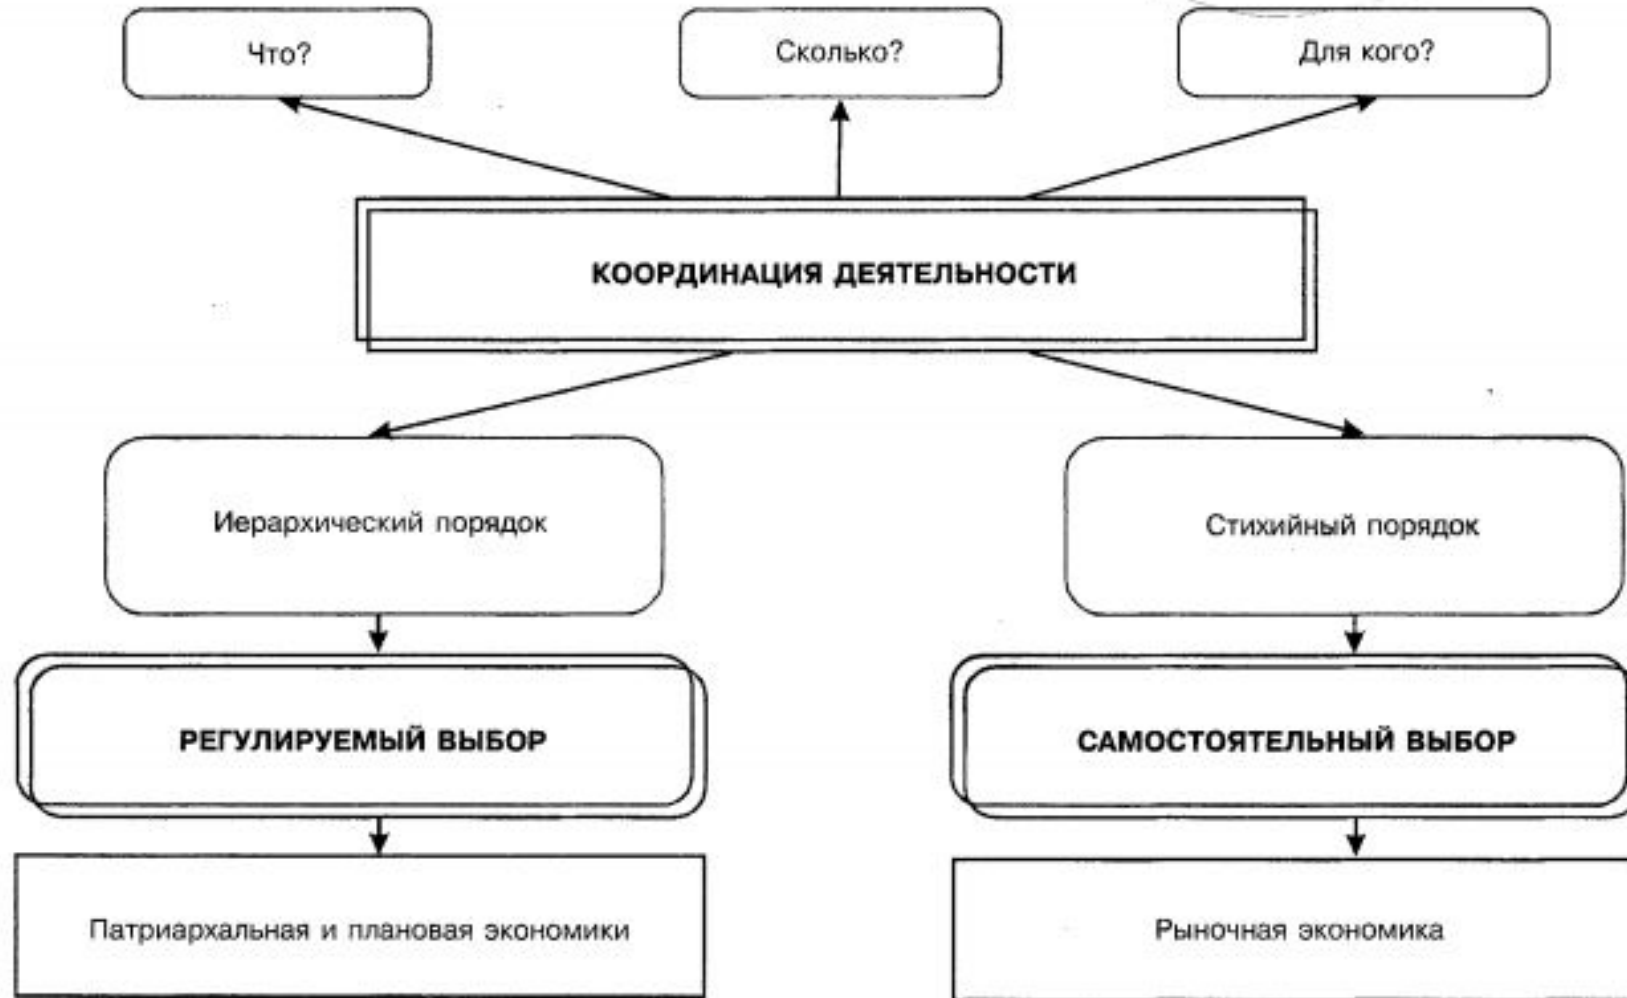 Что?
Сколько?
Для кого?
КООРДИНАЦИЯ ДЕЯТЕЛЬНОСТИ
Иерархический порядок
Стихийный порядок
РЕГУЛИРУЕМЫЙ ВЫБОР
САМОСТОЯТЕЛЬНЫЙ ВЫБОР
Патриархальная и плановая экономики
Рыночная экономика